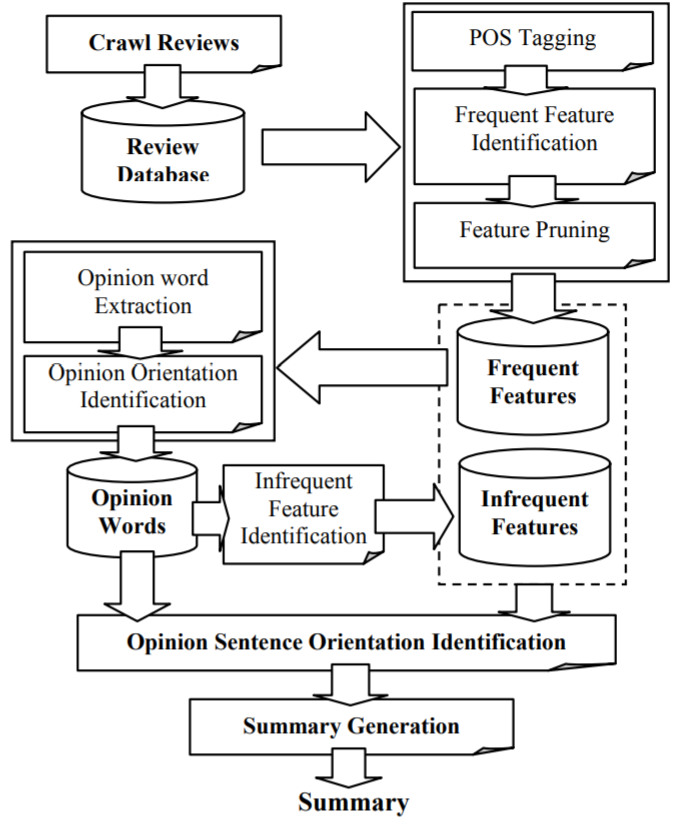 Crawl Reviews
Review
Database
POS Tagging
Frequent Feature
Identification
Feature Pruning
Opinion word
Extraction
Opinion Orientation
Identification
Frequent
Features
Opinion
Words
Infrequent
Feature
Identification
Infrequent
Features
Opinion Sentence Orientation Identification
Summary Generation
Summary